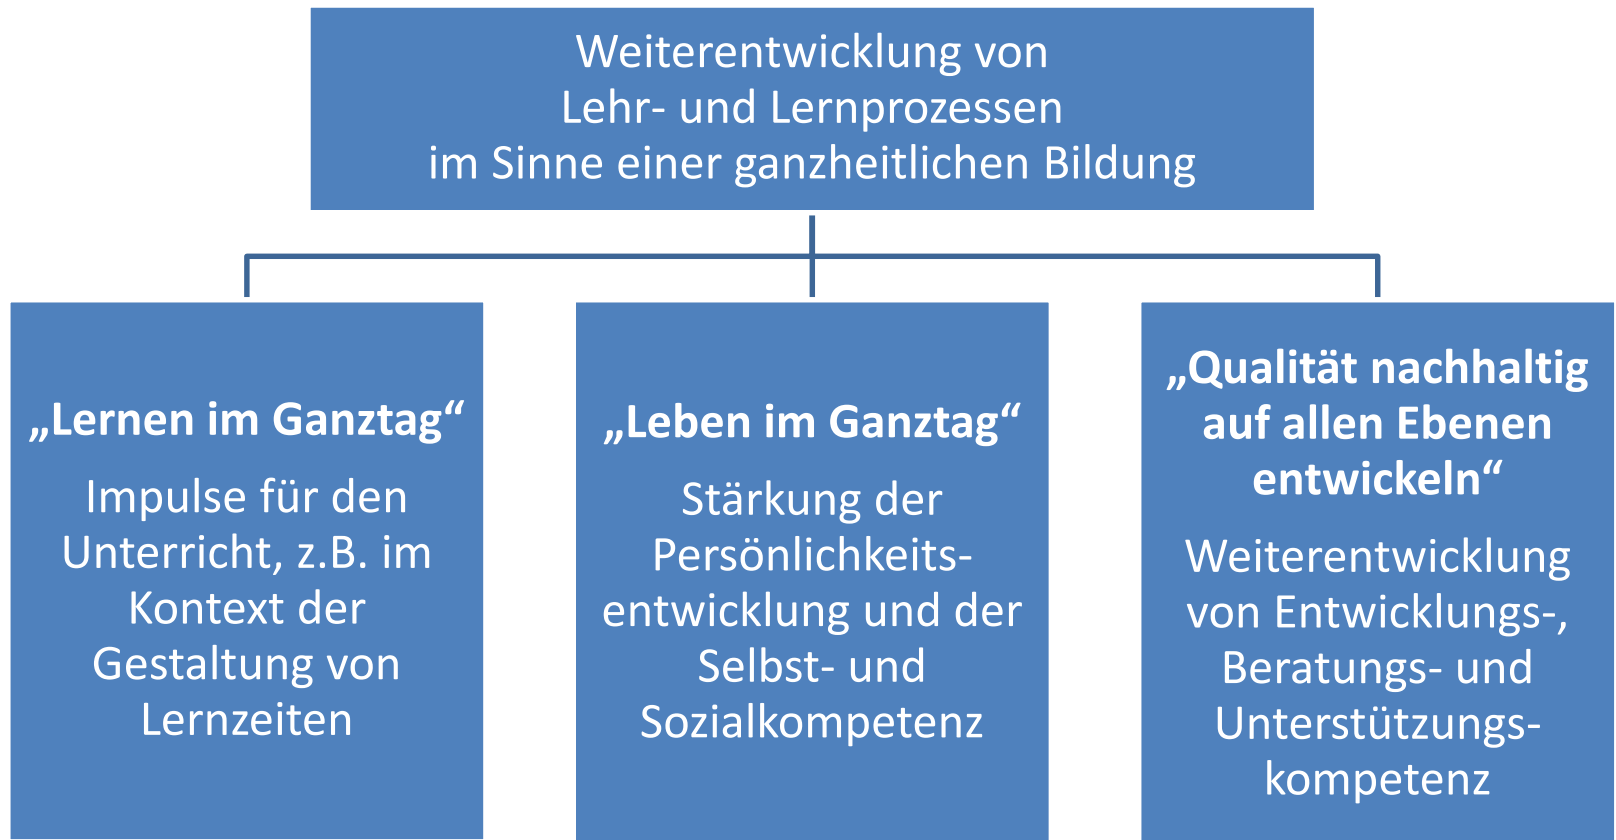 Weiterentwicklung von
Lehr- und Lernprozessen
im Sinne einer ganzheitlichen Bildung
„Lernen im Ganztag“
Impulse für den
Unterricht, z.B. im
Kontext der
Gestaltung von
Lernzeiten
„Leben im Ganztag“
Stärkung der
Persönlichkeits-
entwicklung und der
Selbst- und
Sozialkompetenz
„Qualität nachhaltig
auf allen Ebenen
entwickeln“
Weiterentwicklung
von Entwicklungs-,
Beratungs- und
Unterstützungs-
kompetenz